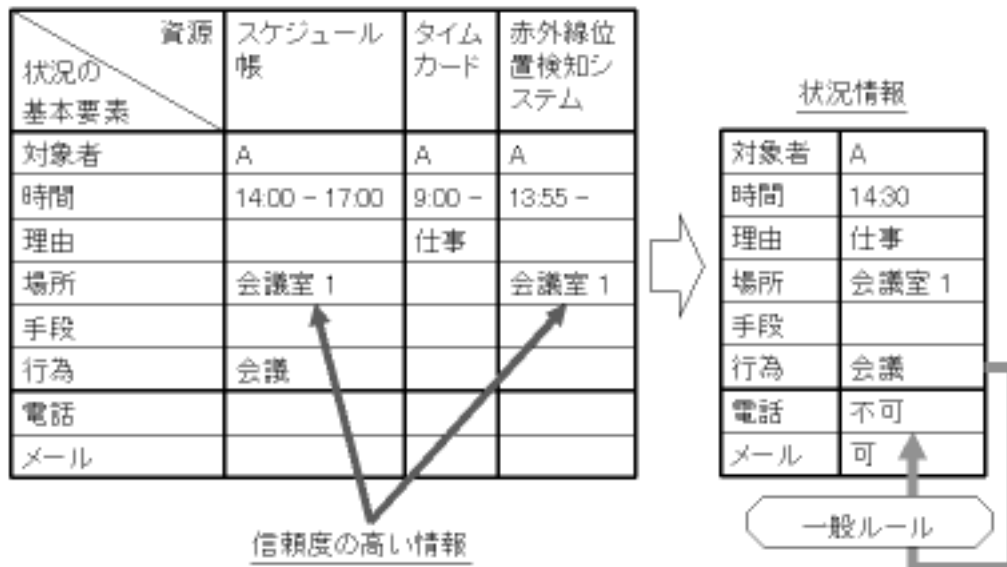 資源 スケジュール帳 タイムカード 赤外線位置検知システム
状況の基本要素
対象者 A A A
時間 14:00 - 17:00 9:00 - 13:55 -
理由 仕事
場所 会議室 1 会議室 1
手段
行為 会議
電話
メール
信頼度の高い情報
状況情報
対象者 A
時間 14:30
理由 仕事
場所 会議室 1
手段
行為 会議
電話 不可
メール 可
一般ルール